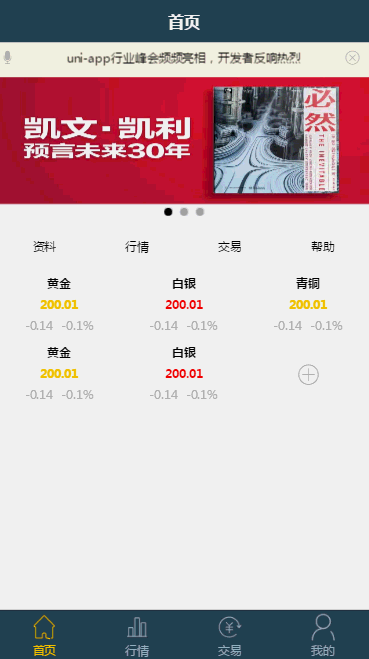 首页
uni-app行业峰会频频亮相，开发者反响热烈
凯文·凯利
预言未来30年
必然
THE INEVITABLE
资料 行情 交易 帮助
黄金 白银 青铜
200.01 200.01 200.01
-0.14 -0.1% -0.14 -0.1% -0.14 -0.1%
黄金 白银
200.01 200.01
-0.14 -0.1% -0.14 -0.1%
首页 行情 交易 我的